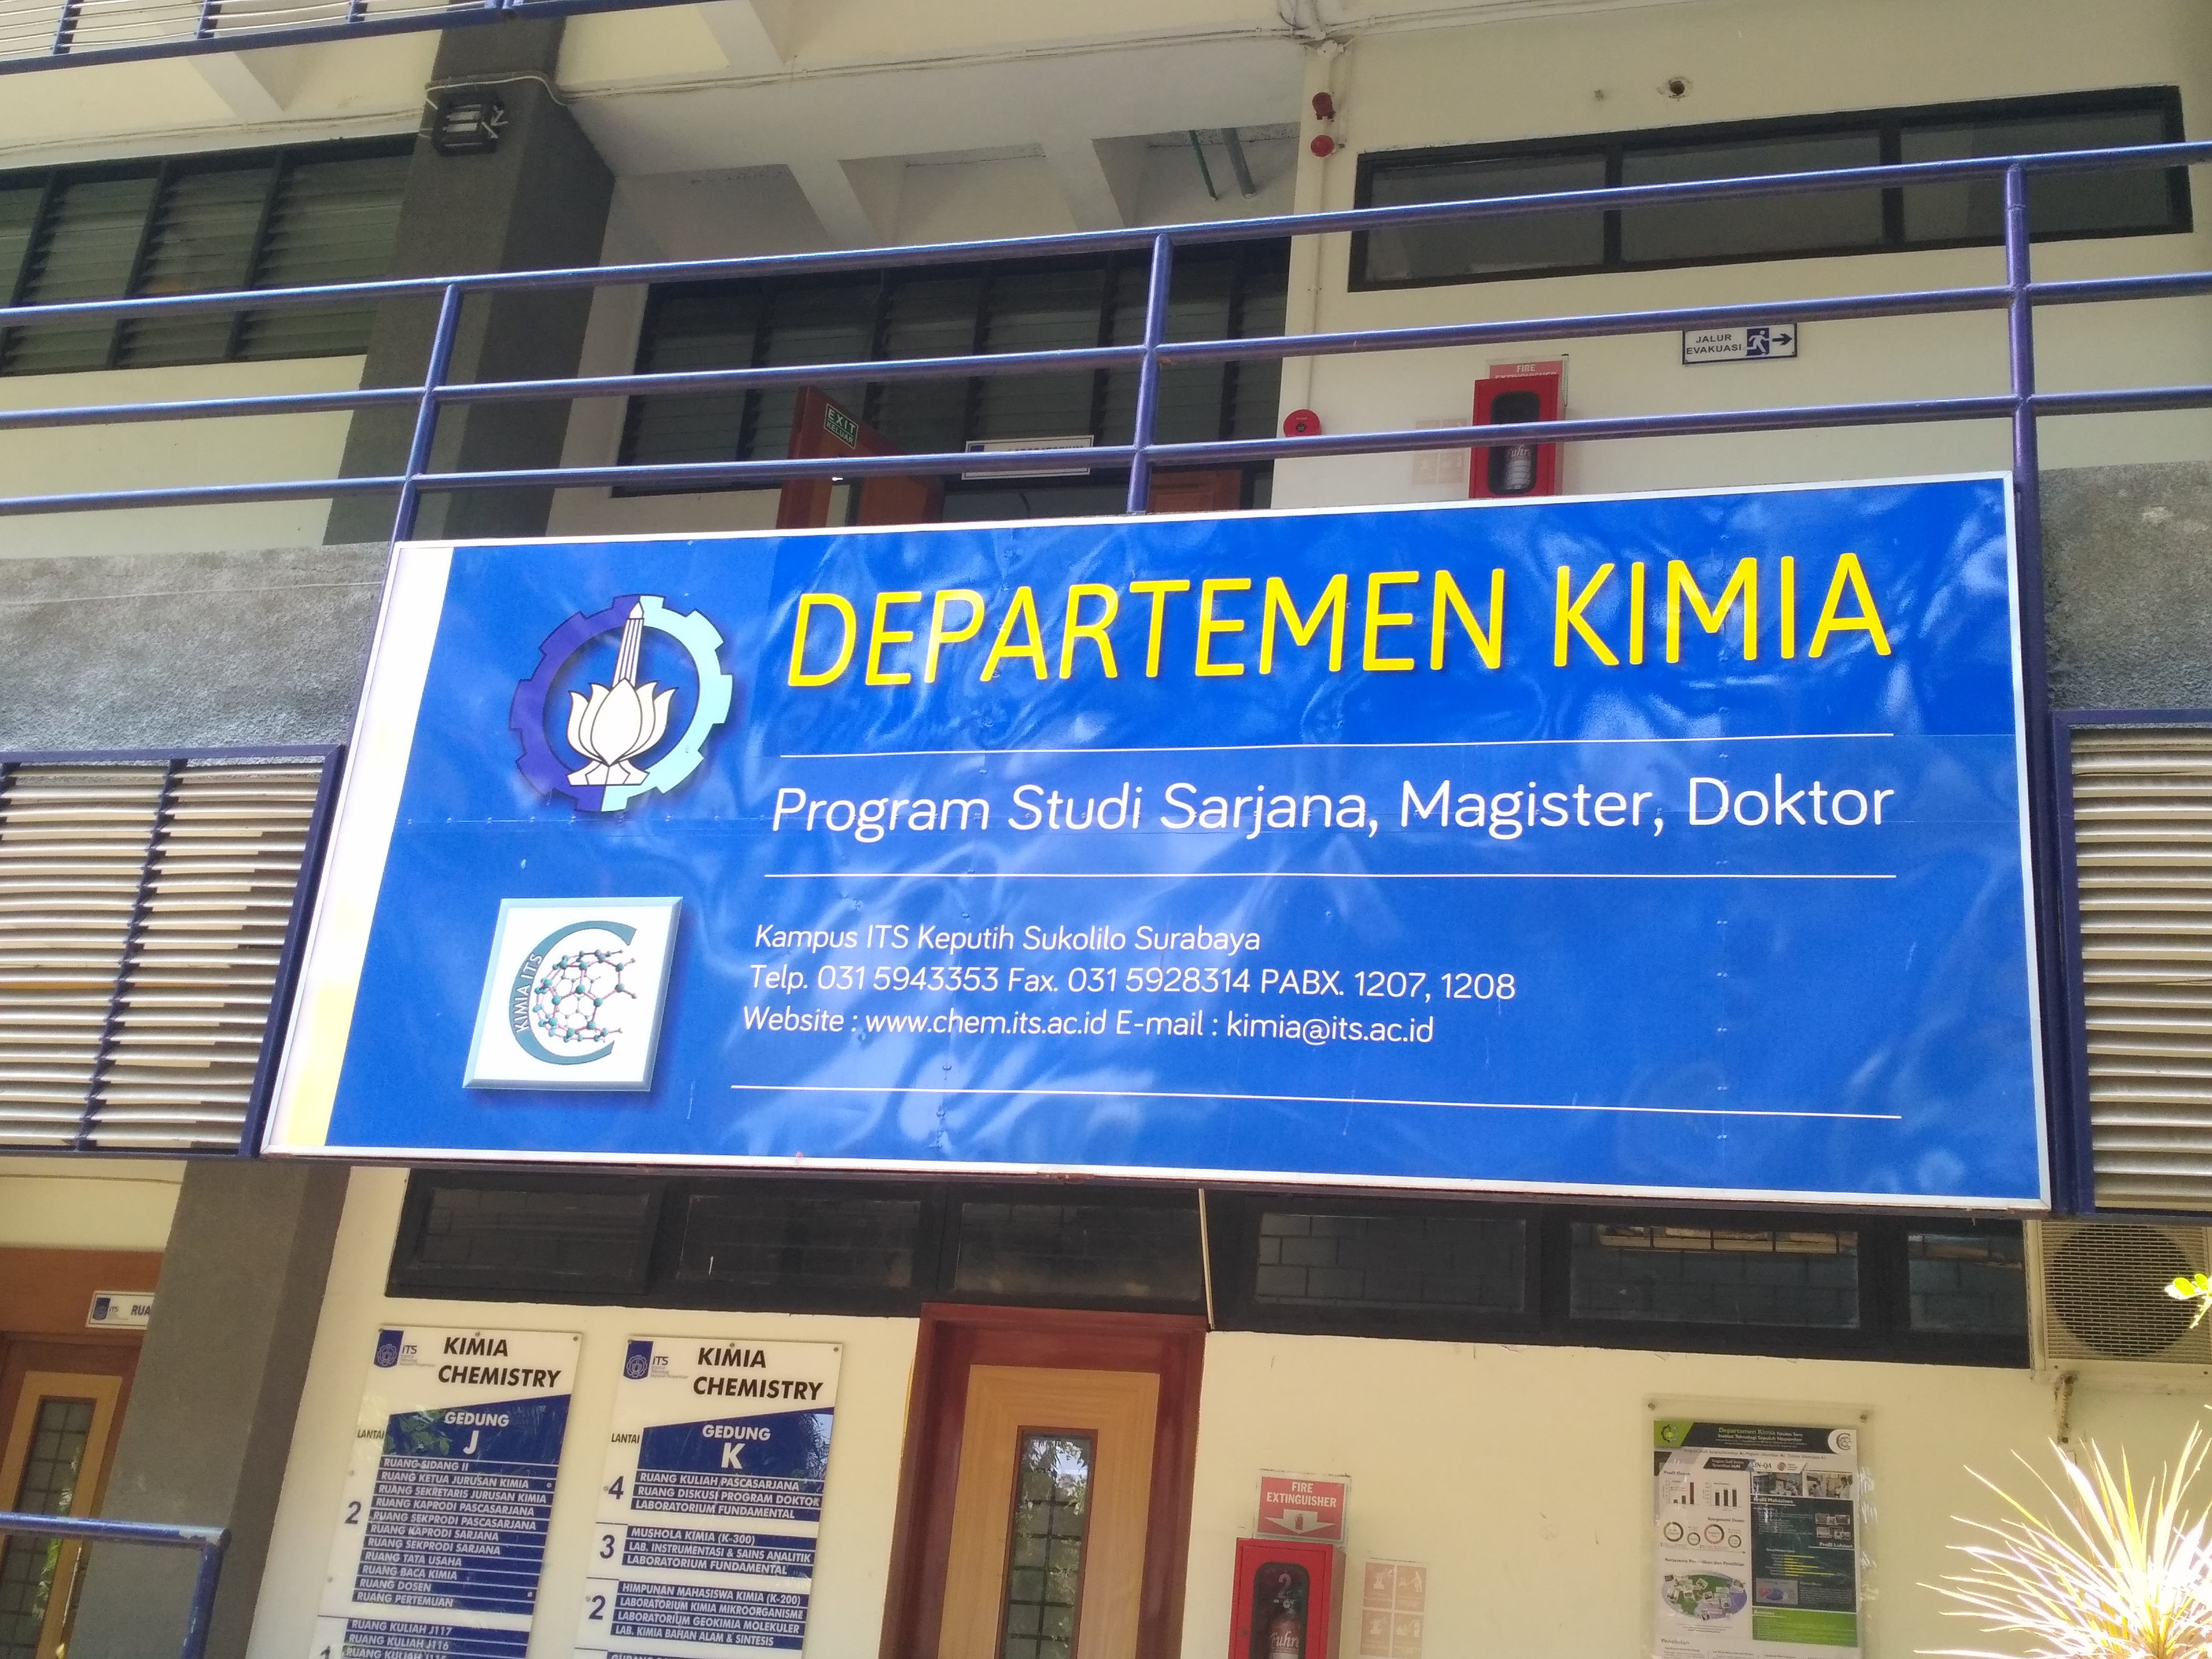 JALUR
EVAKUASI
FIRE
EXTINGUISHER
EXIT
KELUAR
DEPARTEMEN KIMIA
Program Studi Sarjana, Magister, Doktor
Kampus ITS Keputih Sukolilo Surabaya
Telp. 031 5943353 Fax. 031 5928314 PABX. 1207, 1208
Website : www.chem.its.ac.id E-mail : kimia@its.ac.id
KIMIA ITS
ITS
RUA
ITS
KIMIA
CHEMISTRY
GEDUNG
J
LANTAI
2
RUANG SIDANG II
RUANG KETUA JURUSAN KIMIA
RUANG SEKRETARIS JURUSAN KIMIA
RUANG KAPRODI PASCASARJANA
RUANG SEKPRODI PASCASARJANA
RUANG KAPRODI SARJANA
RUANG SEKPRODI SARJANA
RUANG TATA USAHA
RUANG BACA KIMIA
RUANG DOSEN
RUANG PERTEMUAN
RUANG KULIAH J117
RUANG KULIAH J116
ITS
KIMIA
CHEMISTRY
GEDUNG
K
LANTAI
4
RUANG KULIAH PASCASARJANA
RUANG DISKUSI PROGRAM DOKTOR
LABORATORIUM FUNDAMENTAL
3
MUSHOLA KIMIA (K-300)
LAB. INSTRUMENTASI & SAINS ANALITIK
LABORATORIUM FUNDAMENTAL
2
HIMPUNAN MAHASISWA KIMIA (K-200)
LABORATORIUM KIMIA MIKROORGANISME
LABORATORIUM GEOKIMIA MOLEKULER
LAB. KIMIA BAHAN ALAM & SINTESIS
FIRE
EXTINGUISHER
Departemen Kimia